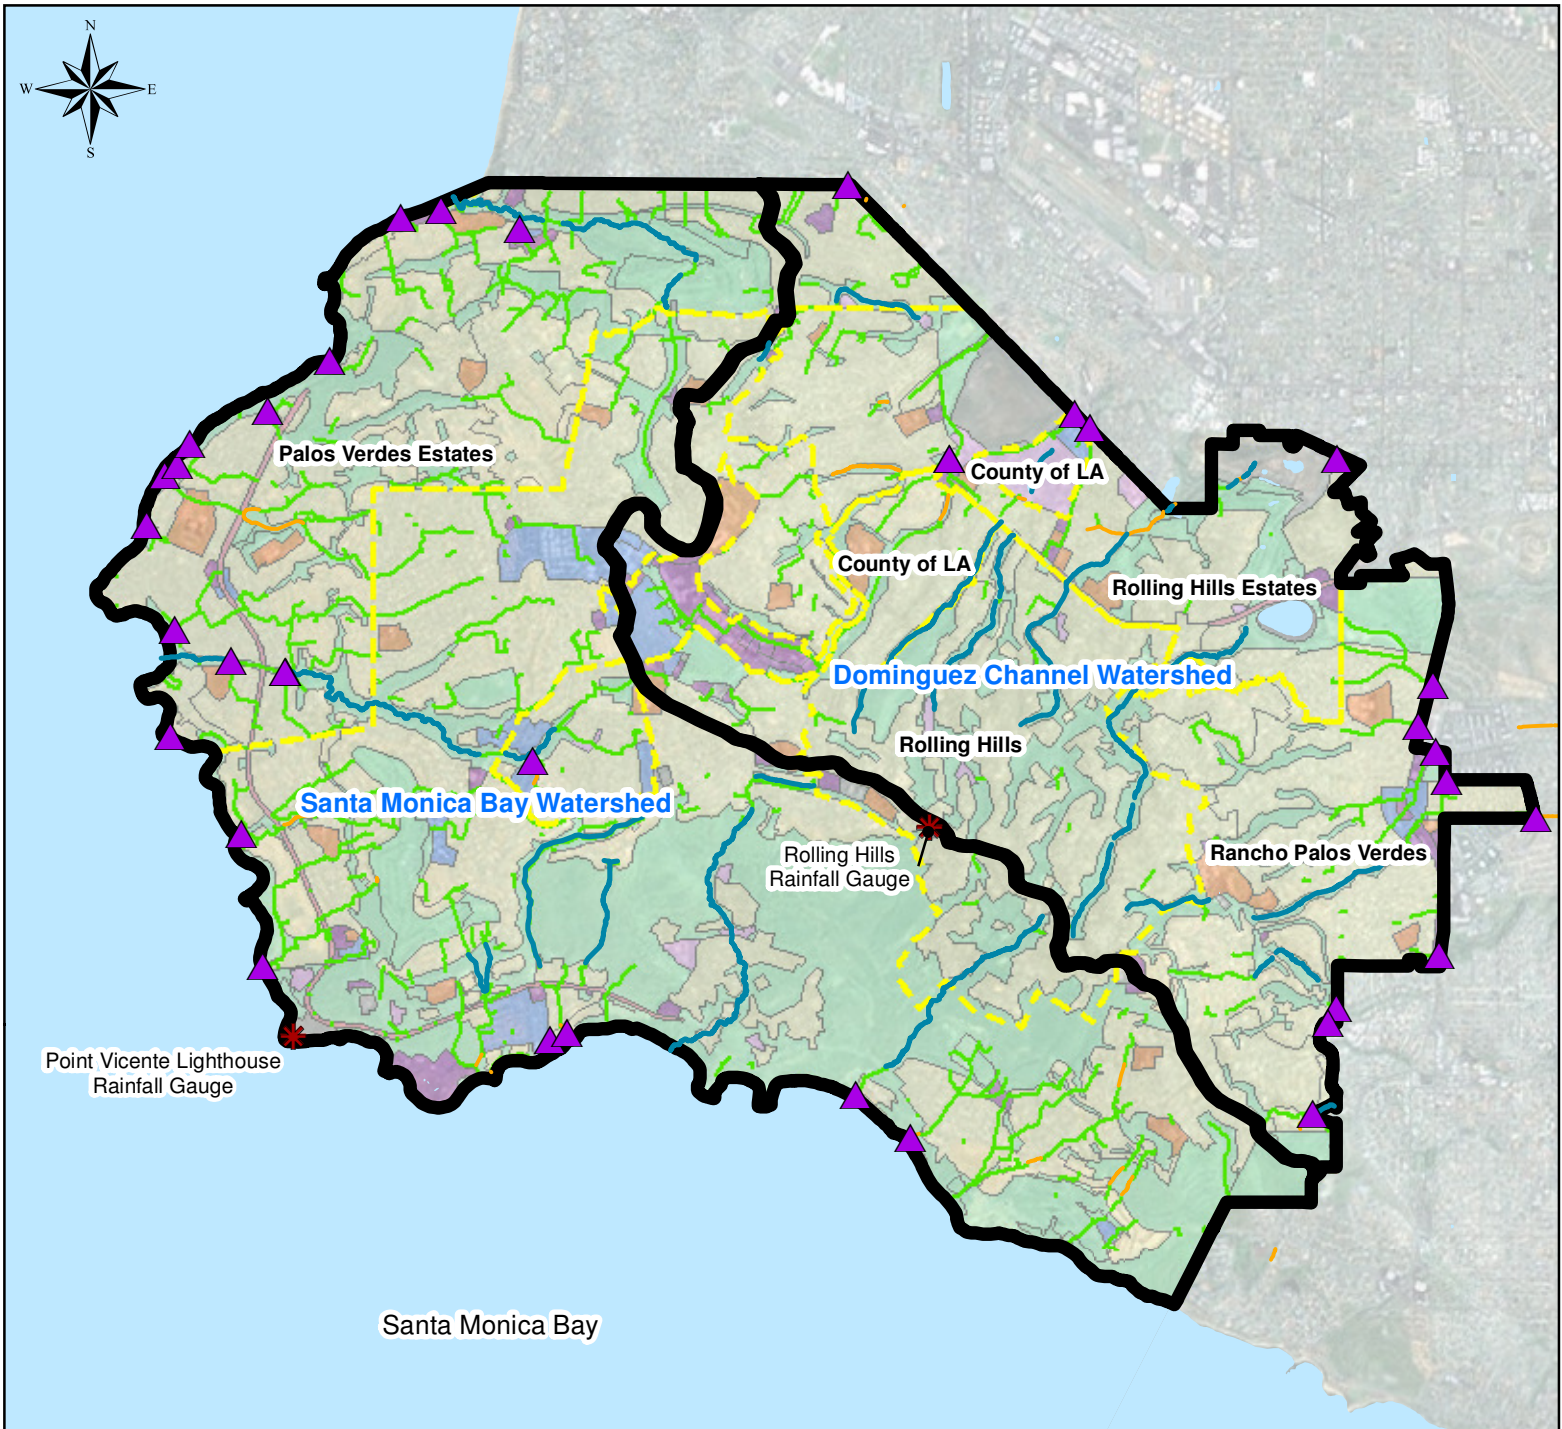 N
W
E
S
Palos Verdes Estates
County of LA
County of LA
Rolling Hills Estates
Dominguez Channel Watershed
Rolling Hills
Santa Monica Bay Watershed
Rolling Hills
Rainfall Gauge
Rancho Palos Verdes
Point Vicente Lighthouse
Rainfall Gauge
Santa Monica Bay